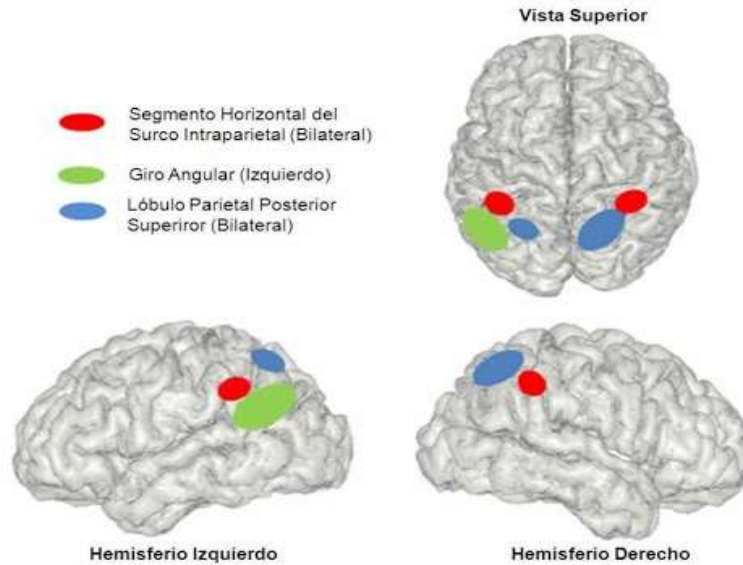 Vista Superior
Segmento Horizontal del
Surco Intraparietal (Bilateral)
Giro Angular (Izquierdo)
Lóbulo Parietal Posterior
Superiror (Bilateral)
Hemisferio Izquierdo
Hemisferio Derecho